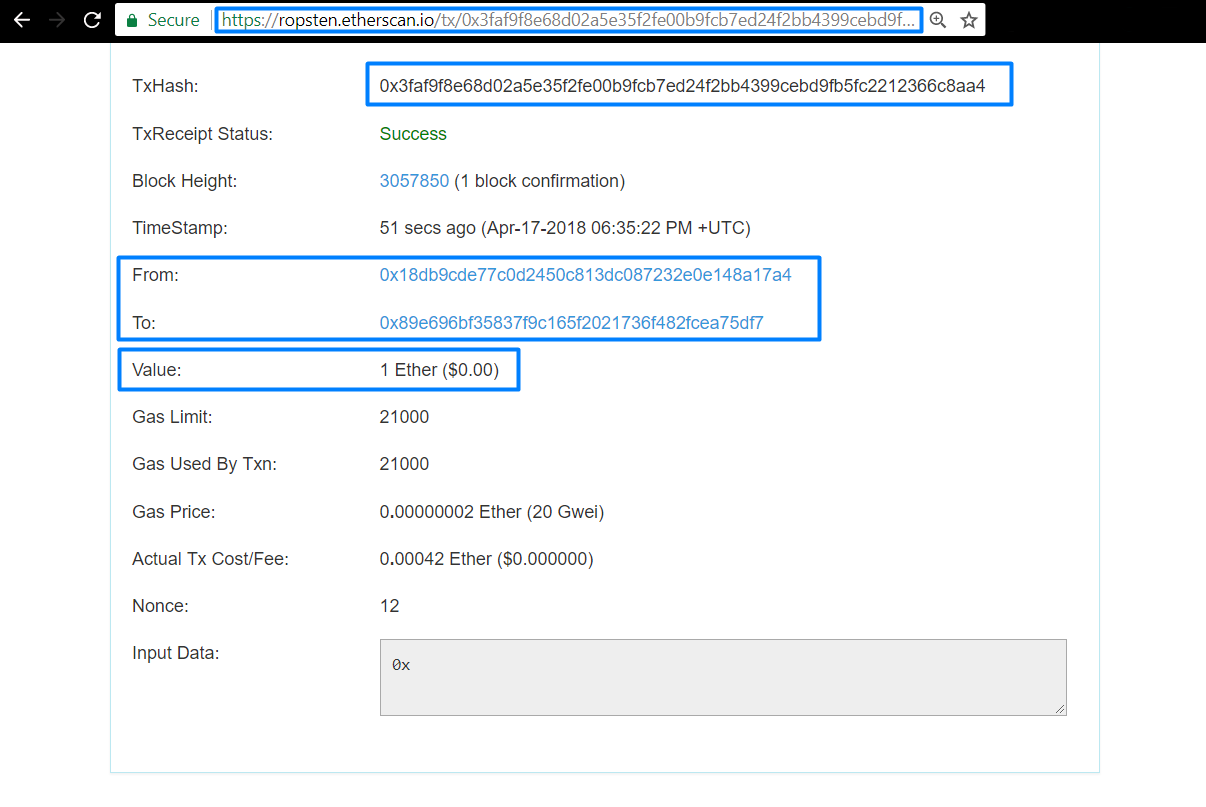 Secure https://ropsten.etherscan.io/tx/0x3faf9f8e68d02a5e35f2fe00b9fcb7ed24f2bb4399cebd9f...
TxHash: 0x3faf9f8e68d02a5e35f2fe00b9fcb7ed24f2bb4399cebd9fb5fc2212366c8aa4
TxReceipt Status: Success
Block Height: 3057850 (1 block confirmation)
TimeStamp: 51 secs ago (Apr-17-2018 06:35:22 PM +UTC)
From: 0x18db9cde77c0d2450c813dc087232e0e148a17a4
To: 0x89e696bf35837f9c165f2021736f482fcea75df7
Value: 1 Ether ($0.00)
Gas Limit: 21000
Gas Used By Txn: 21000
Gas Price: 0.00000002 Ether (20 Gwei)
Actual Tx Cost/Fee: 0.00042 Ether ($0.000000)
Nonce: 12
Input Data: 0x